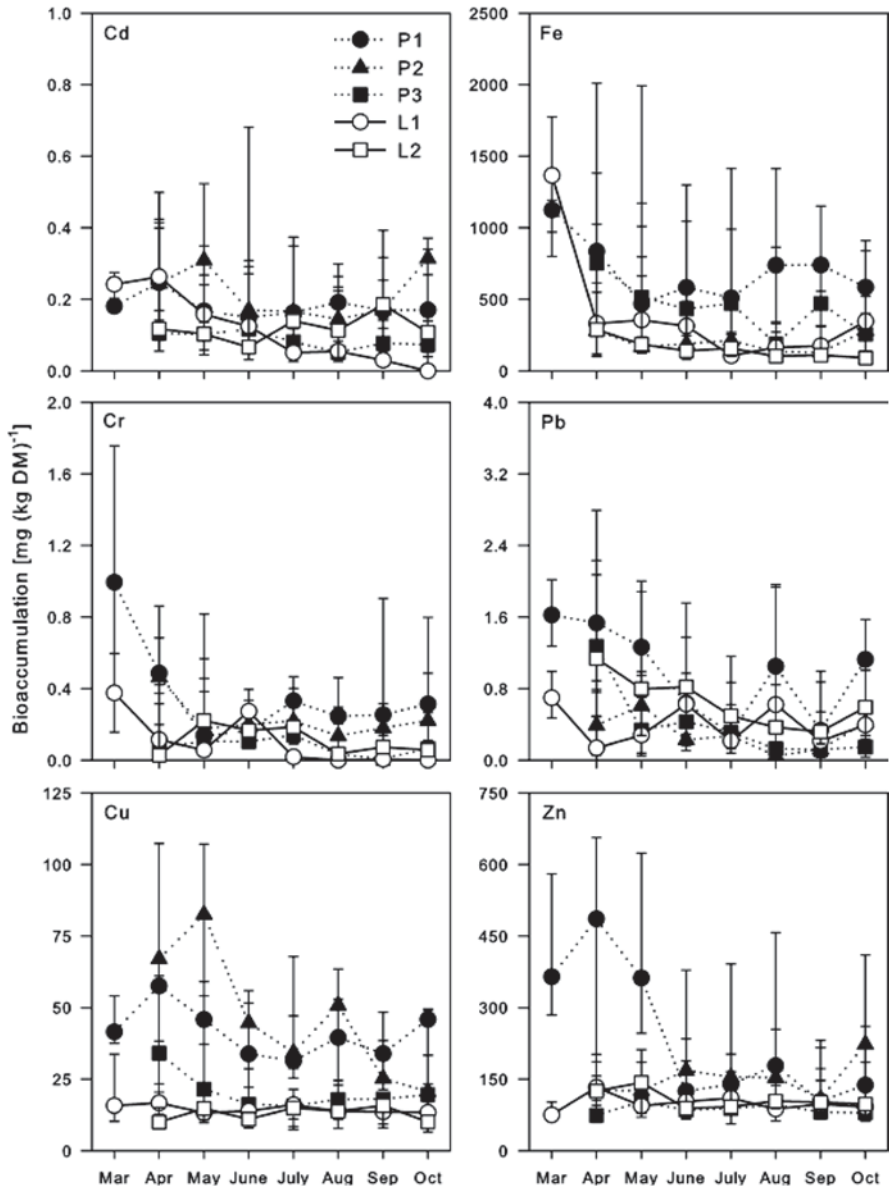 Bioaccumulation [mg (kg DM)⁻¹]
Cd
1.0
0.8
0.6
0.4
0.2
0.0
P1
P2
P3
L1
L2
Fe
2500
2000
1500
1000
500
0
Cr
2.0
1.6
1.2
0.8
0.4
0.0
Pb
4.0
3.2
2.4
1.6
0.8
0.0
Cu
125
100
75
50
25
0
Mar Apr May June July Aug Sep Oct
Zn
750
600
450
300
150
0
Mar Apr May June July Aug Sep Oct